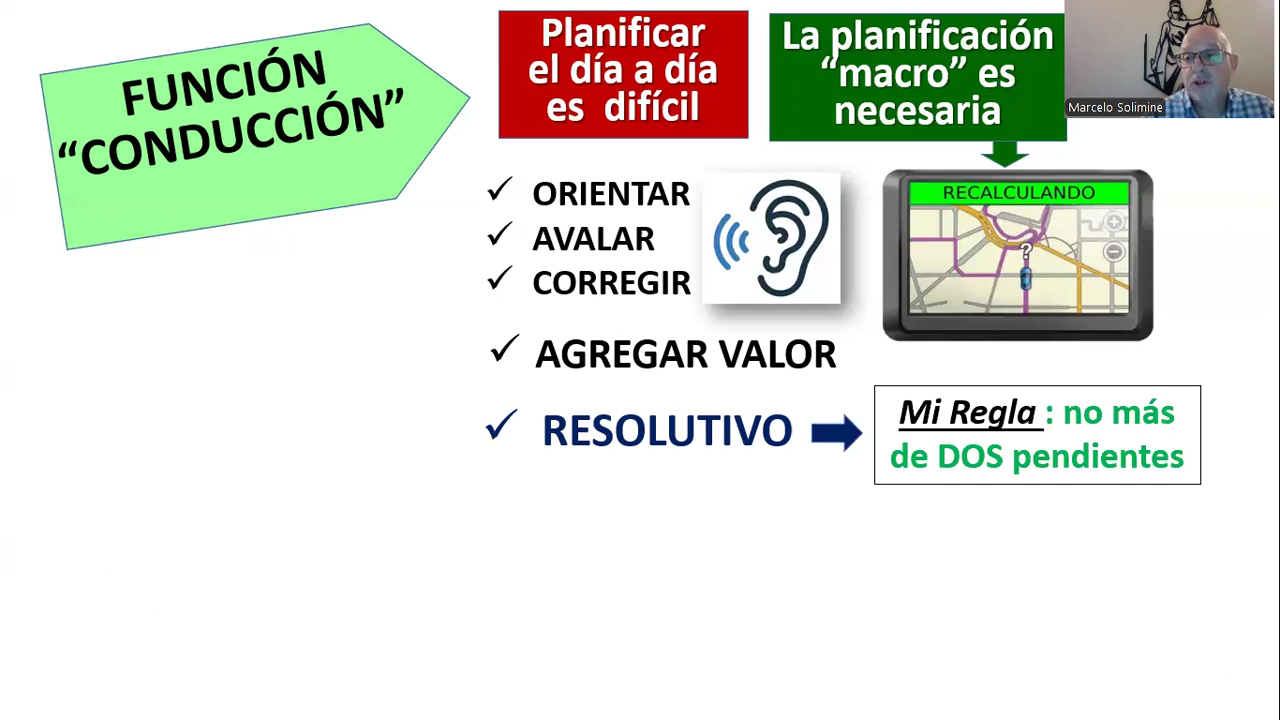 FUNCIÓN
“CONDUCCIÓN”
Planificar
el día a día
es difícil
La planificación
“macro” es
necesaria
Marcelo Solimine
ORIENTAR
AVALAR
CORREGIR
RECALCULANDO
?
AGREGAR VALOR
RESOLUTIVO
Mi Regla : no más
de DOS pendientes